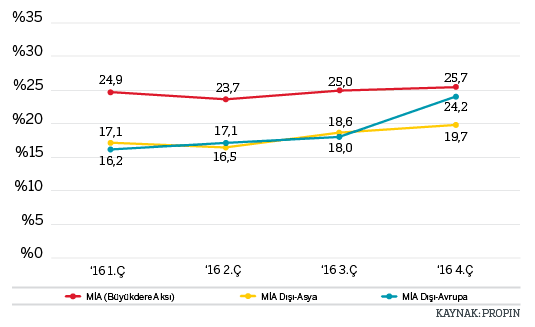 %35
%30
%25
%20
%15
%10
%5
%0
24,9
23,7
25,0
25,7
17,1
17,1
18,6
24,2
16,2
16,5
18,0
19,7
'16 1.Ç
'16 2.Ç
'16 3.Ç
'16 4.Ç
MİA (Büyükdere Aksı)
MİA Dışı-Asya
MİA Dışı-Avrupa
KAYNAK: PROPIN